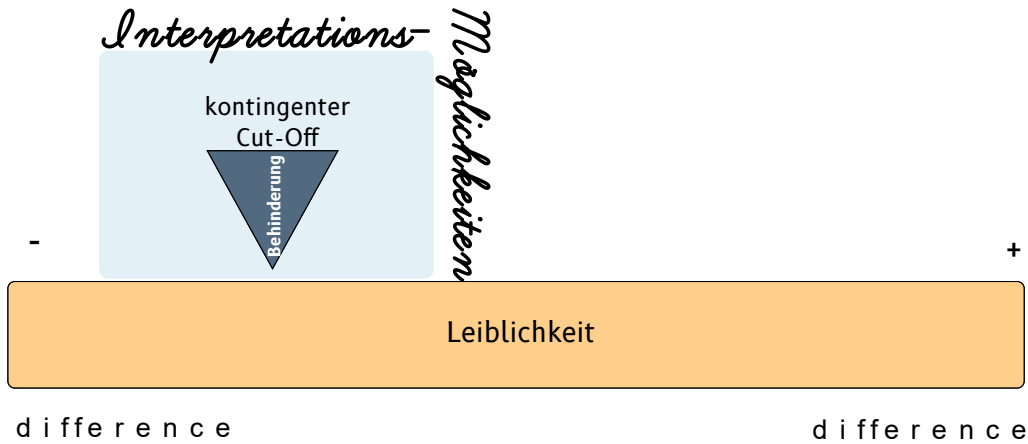 Interpretations-
Möglichkeiten
kontingenter
Cut-Off
Behinderung
-
+
Leiblichkeit
difference
difference